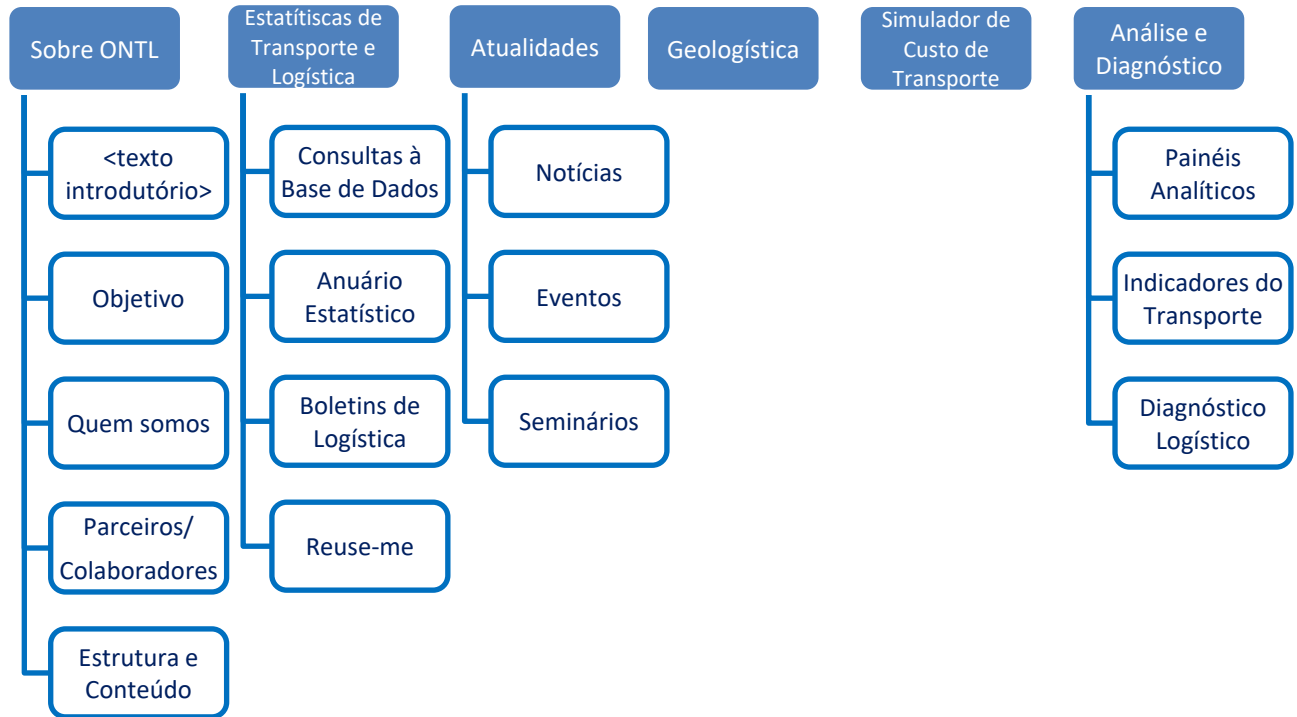 Sobre ONTL
<texto
introdutório>
Objetivo
Quem somos
Parceiros/
Colaboradores
Estrutura e
Conteúdo
Estatítiscas de
Transporte e
Logística
Consultas à
Base de Dados
Anuário
Estatístico
Boletins de
Logística
Reuse-me
Atualidades
Notícias
Eventos
Seminários
Geologística
Simulador de
Custo de
Transporte
Análise e
Diagnóstico
Painéis
Analíticos
Indicadores do
Transporte
Diagnóstico
Logístico